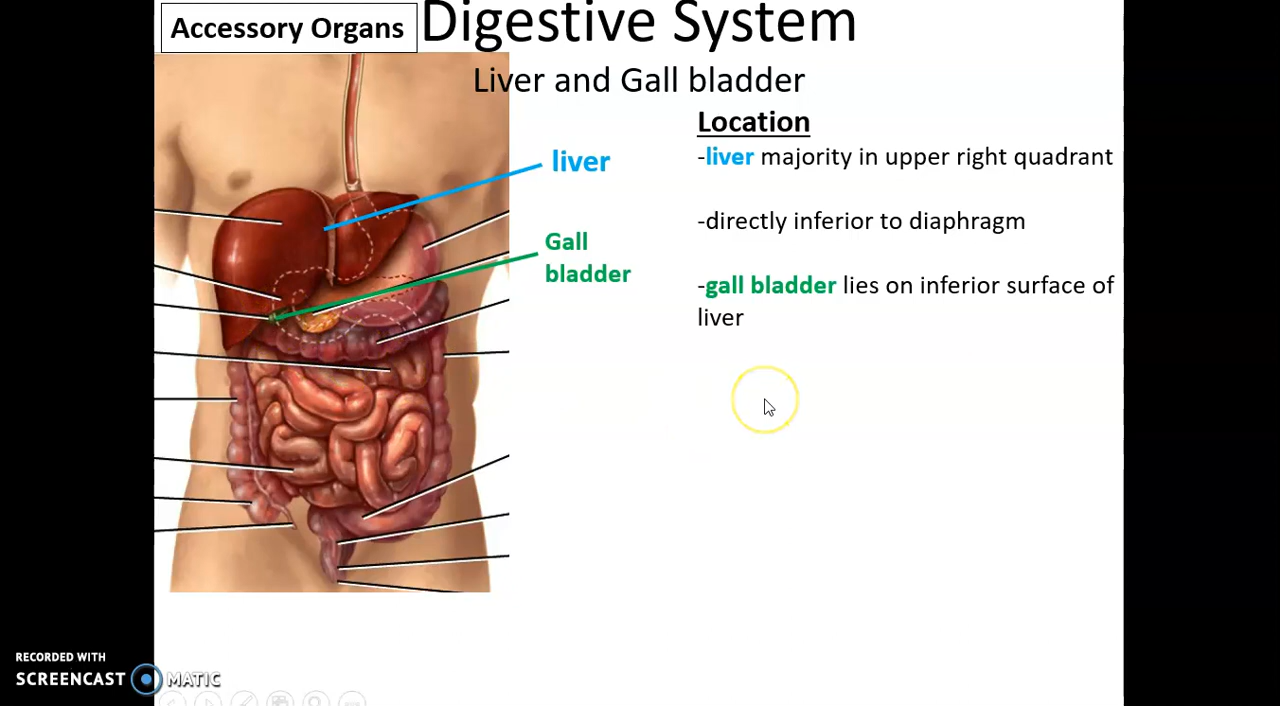 Accessory Organs
Digestive System
Liver and Gall bladder
liver
Gall
bladder
Location
-liver majority in upper right quadrant
-directly inferior to diaphragm
-gall bladder lies on inferior surface of
liver
RECORDED WITH
SCREENCAST MATIC